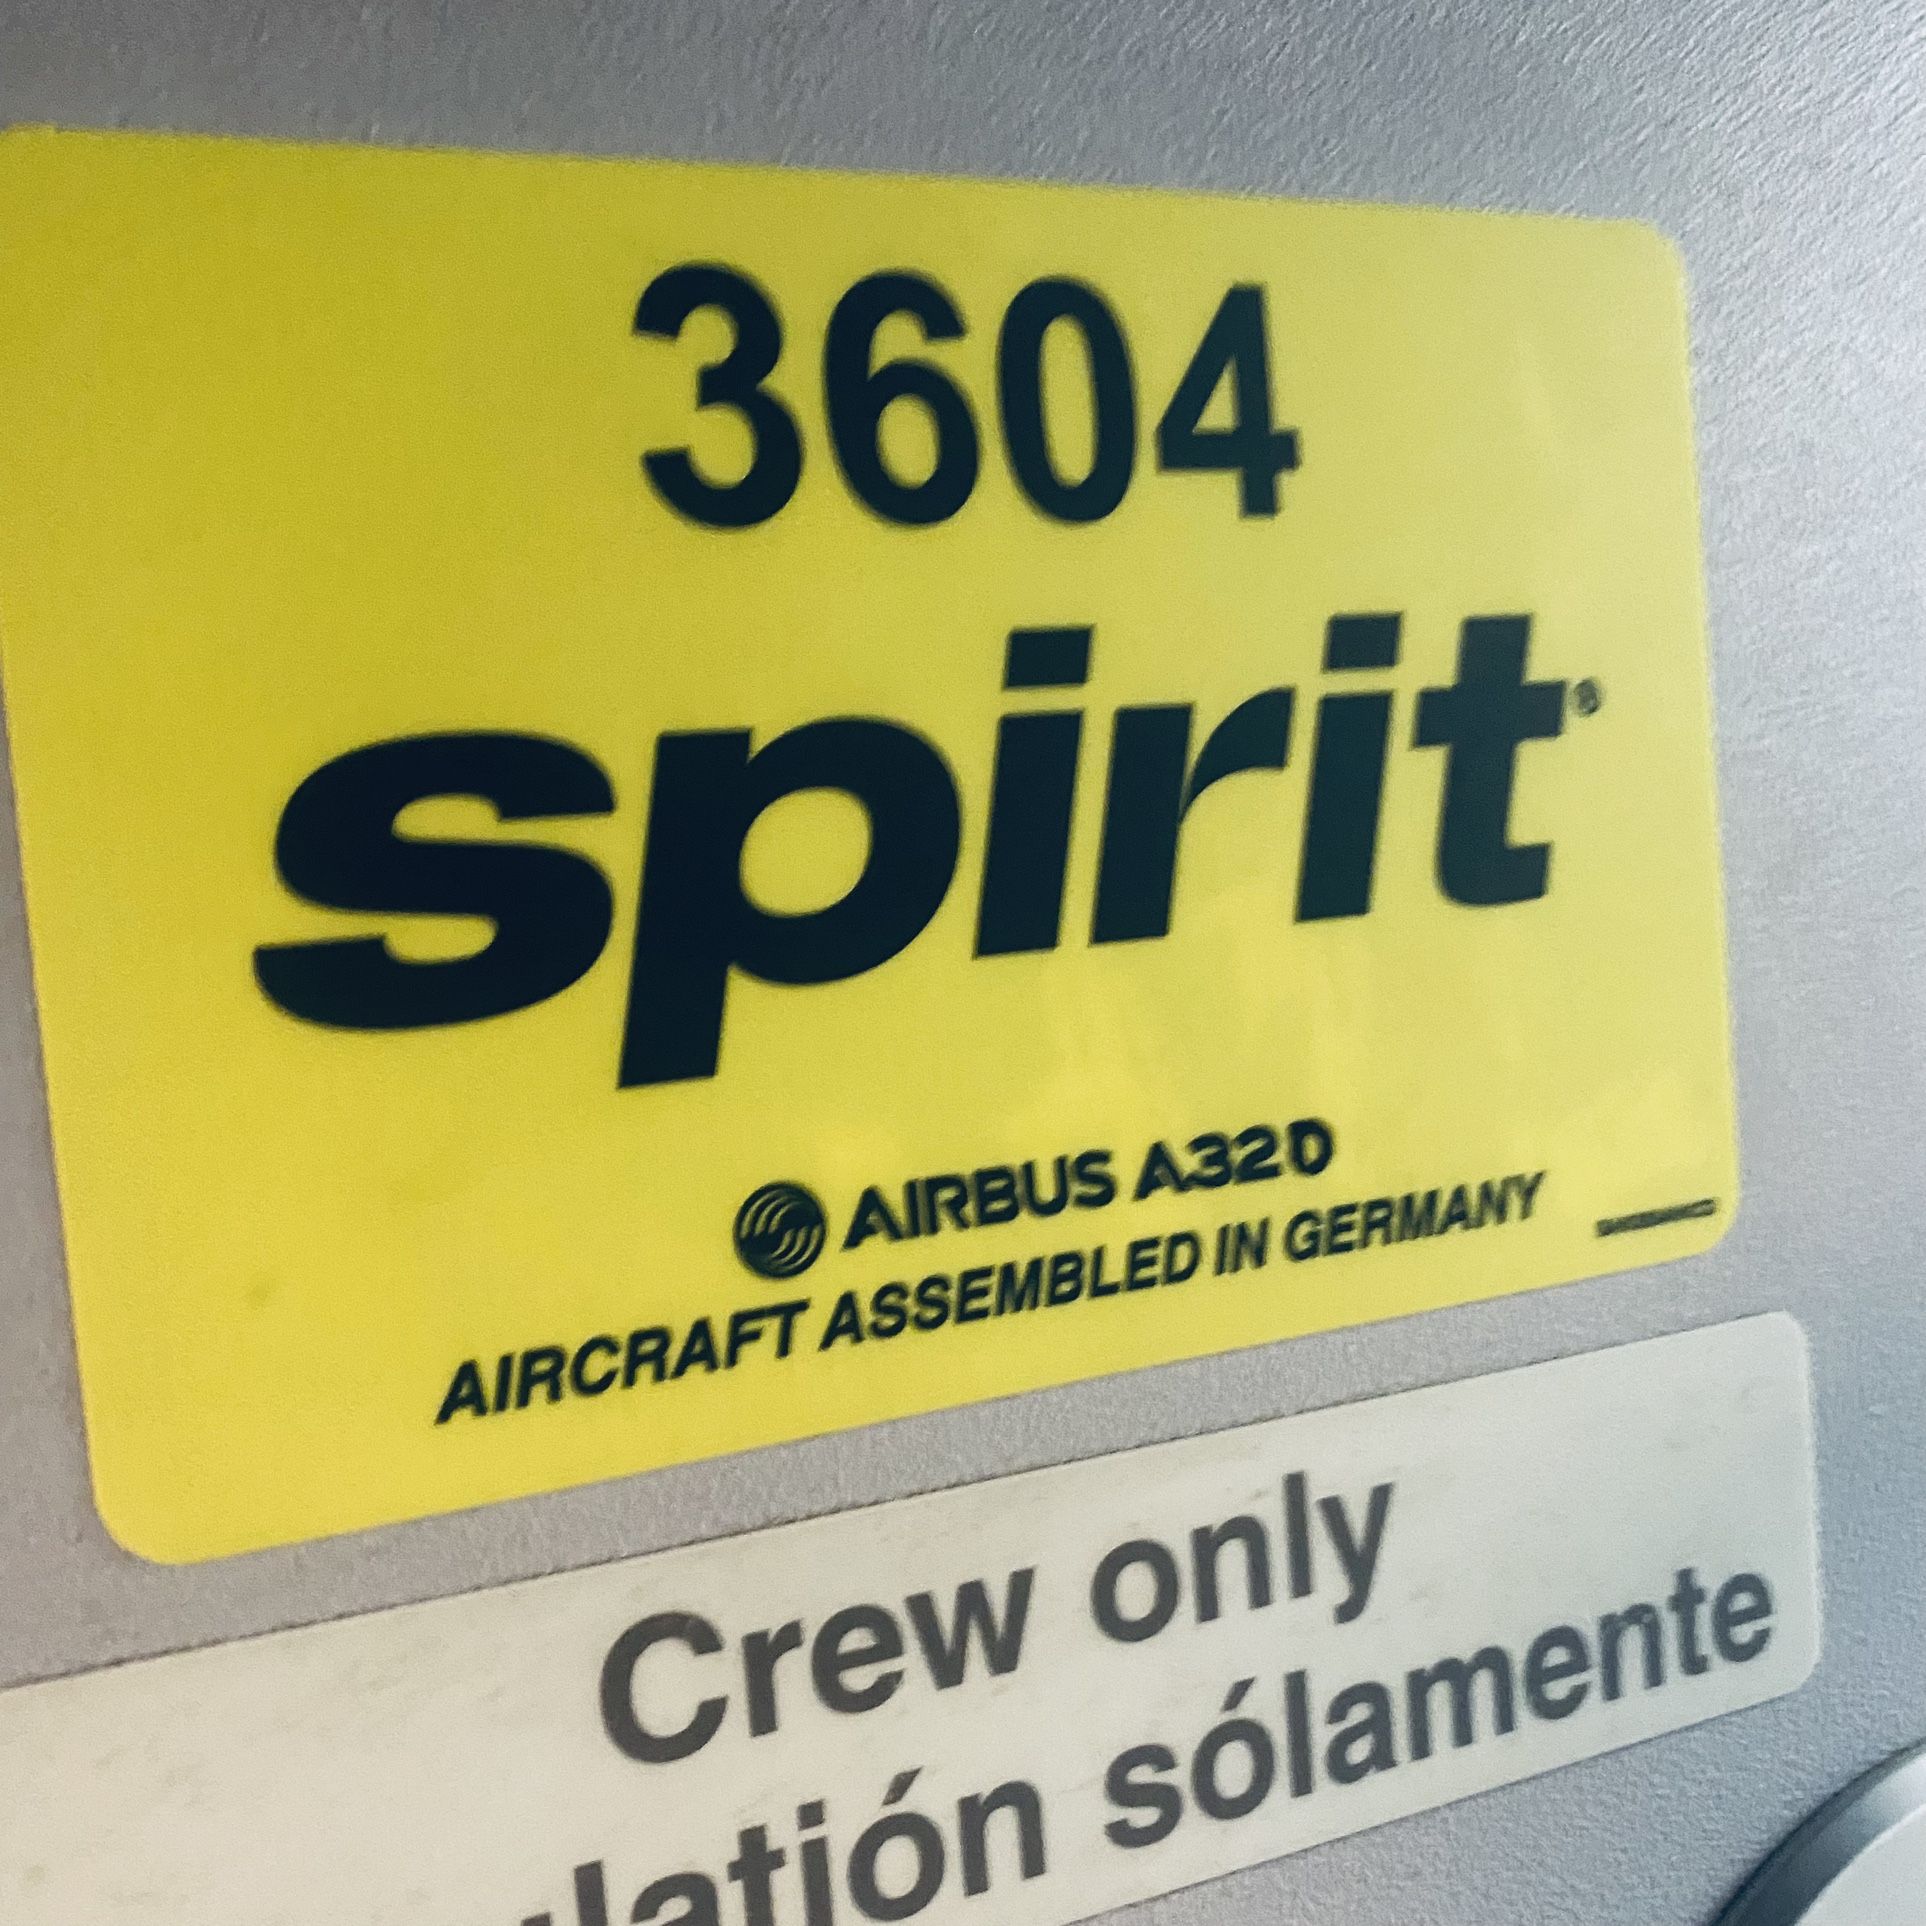 3604
spirit®
AIRBUS A320
AIRCRAFT ASSEMBLED IN GERMANY
Crew only
sólamente